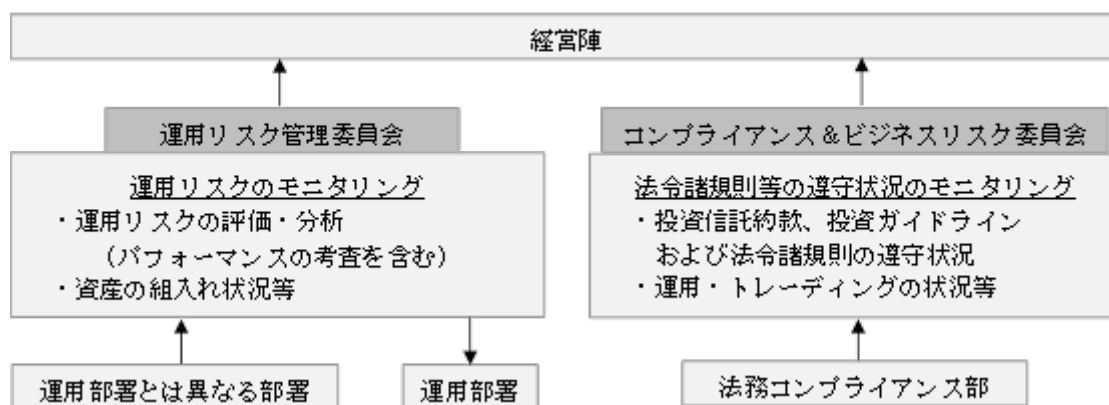 経営陣
運用リスク管理委員会
運用リスクのモニタリング
・運用リスクの評価・分析
（パフォーマンスの考査を含む）
・資産の組入れ状況等
運用部署とは異なる部署
運用部署
コンプライアンス＆ビジネスリスク委員会
法令諸規則等の遵守状況のモニタリング
・投資信託約款、投資ガイドライン
および法令諸規則の遵守状況
・運用・トレーディングの状況等
法務コンプライアンス部